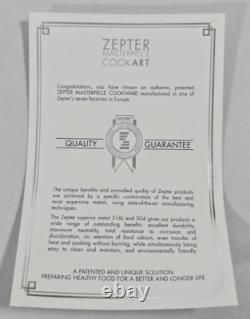 ZEPTER
MASTERPIECE
COOKART
Congratulations, you have chosen an authentic, patented
ZEPTER MASTERPIECE COOKWARE manufactured in one of
Zepter's seven factories in Europe.
QUALITY GUARANTEE
The unique benefits and unrivalled quality of Zepter products
are achieved by a specific combination of the best and
most expensive metals, using state-of-the-art manufacturing
techniques.
The Zepter superior metal 316L and 304 gives our products a
wide range of outstanding benefits: excellent durability,
maximum neutrality, total resistance to corrosion and
discoloration, no retention of food odours, even transfer of
heat and cooking without burning, while simultaneously being
easy to clean and maintain, and environmentally friendly.
A PATENTED AND UNIQUE SOLUTION
PREPARING HEALTHY FOOD FOR A BETTER AND LONGER LIFE.
thebend.org